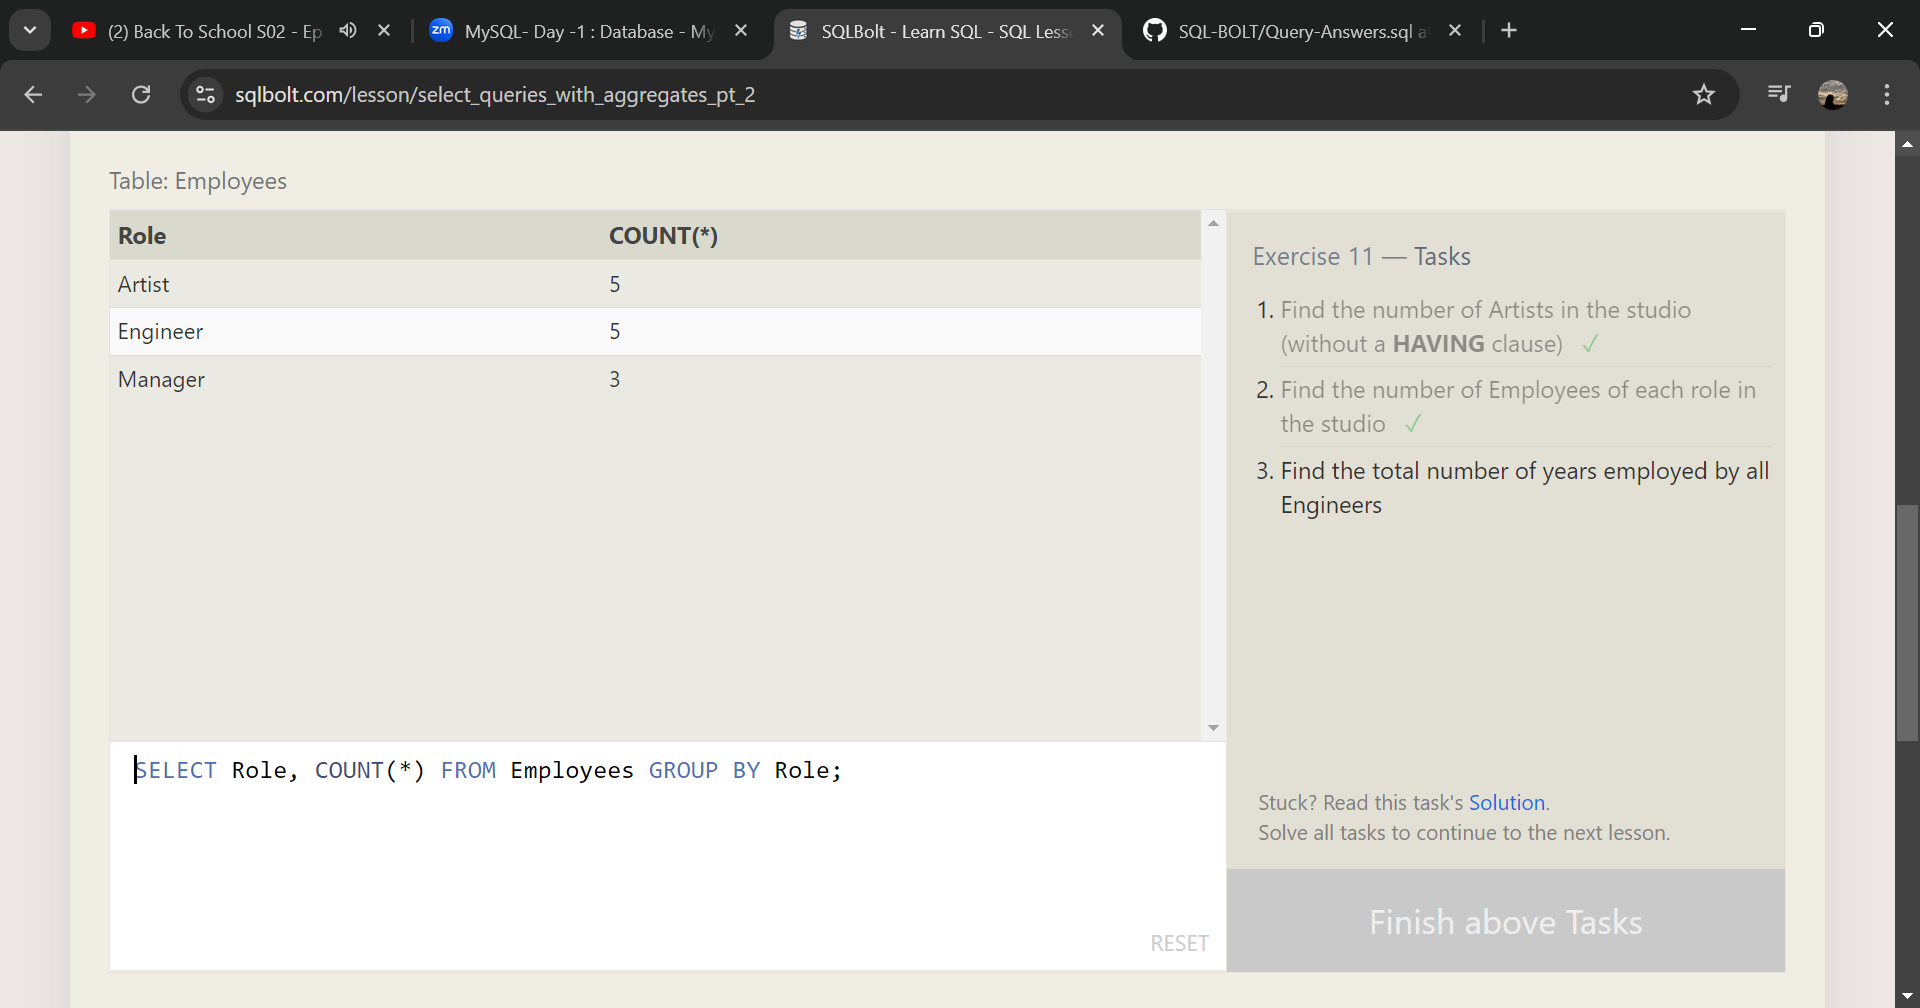 (2) Back To School S02 - Ep
zm
MySQL- Day -1 : Database - My
SQLBolt - Learn SQL - SQL Less
SQL-BOLT/Query-Answers.sql a
sqlbolt.com/lesson/select_queries_with_aggregates_pt_2
Table: Employees
Role COUNT(*)
Artist 5
Engineer 5
Manager 3
SELECT Role, COUNT(*) FROM Employees GROUP BY Role;
RESET
Exercise 11 — Tasks
1. Find the number of Artists in the studio
(without a HAVING clause) ✓
2. Find the number of Employees of each role in
the studio ✓
3. Find the total number of years employed by all
Engineers
Stuck? Read this task's Solution.
Solve all tasks to continue to the next lesson.
Finish above Tasks